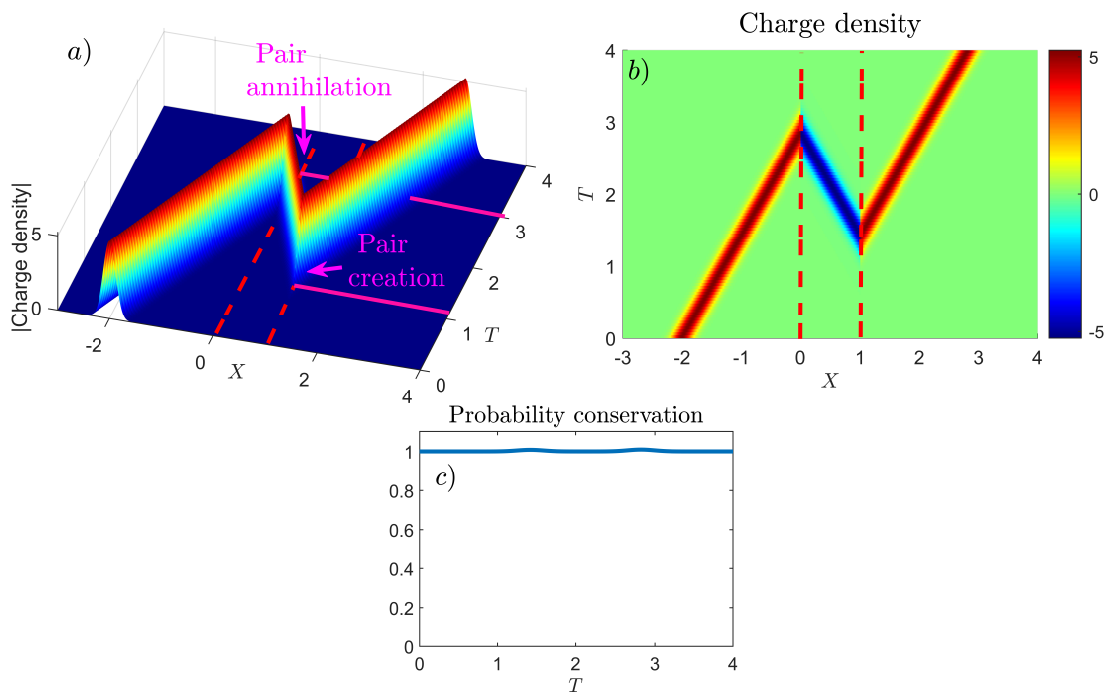 a)
Pair
annihilation
Pair
creation
|Charge density|
5
0
-2
0
2
4
X
0
1
2
3
4
T
Charge density
b)
4
3
2
1
0
T
-3
-2
-1
0
1
2
3
4
X
5
0
-5
Probability conservation
c)
1
0.8
0.6
0.4
0.2
0
0
1
2
3
4
T